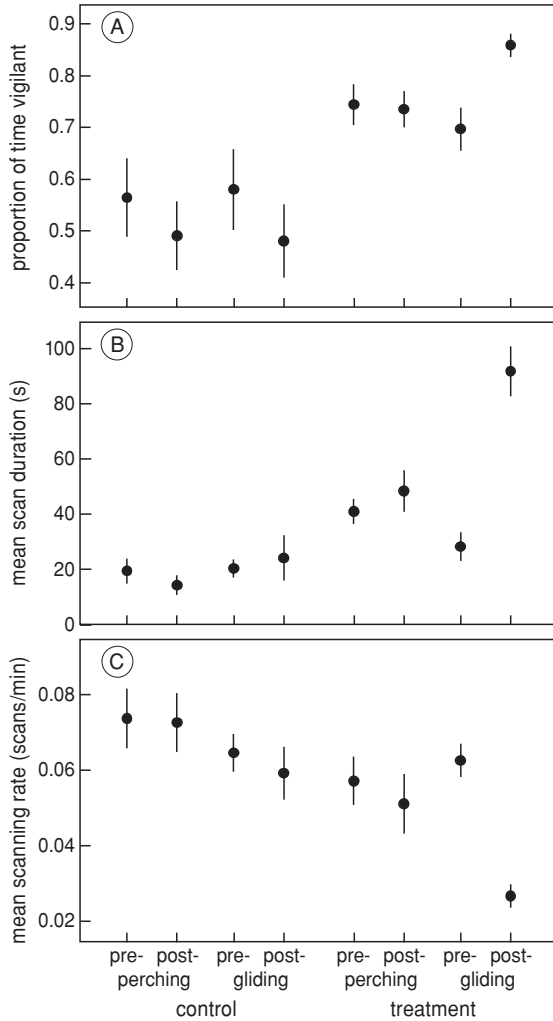 A
0.9
0.8
0.7
0.6
0.5
0.4
proportion of time vigilant
B
100
80
60
40
20
0
mean scan duration (s)
C
0.08
0.06
0.04
0.02
mean scanning rate (scans/min)
pre- post- pre- post- pre- post- pre- post-
perching gliding perching gliding
control treatment